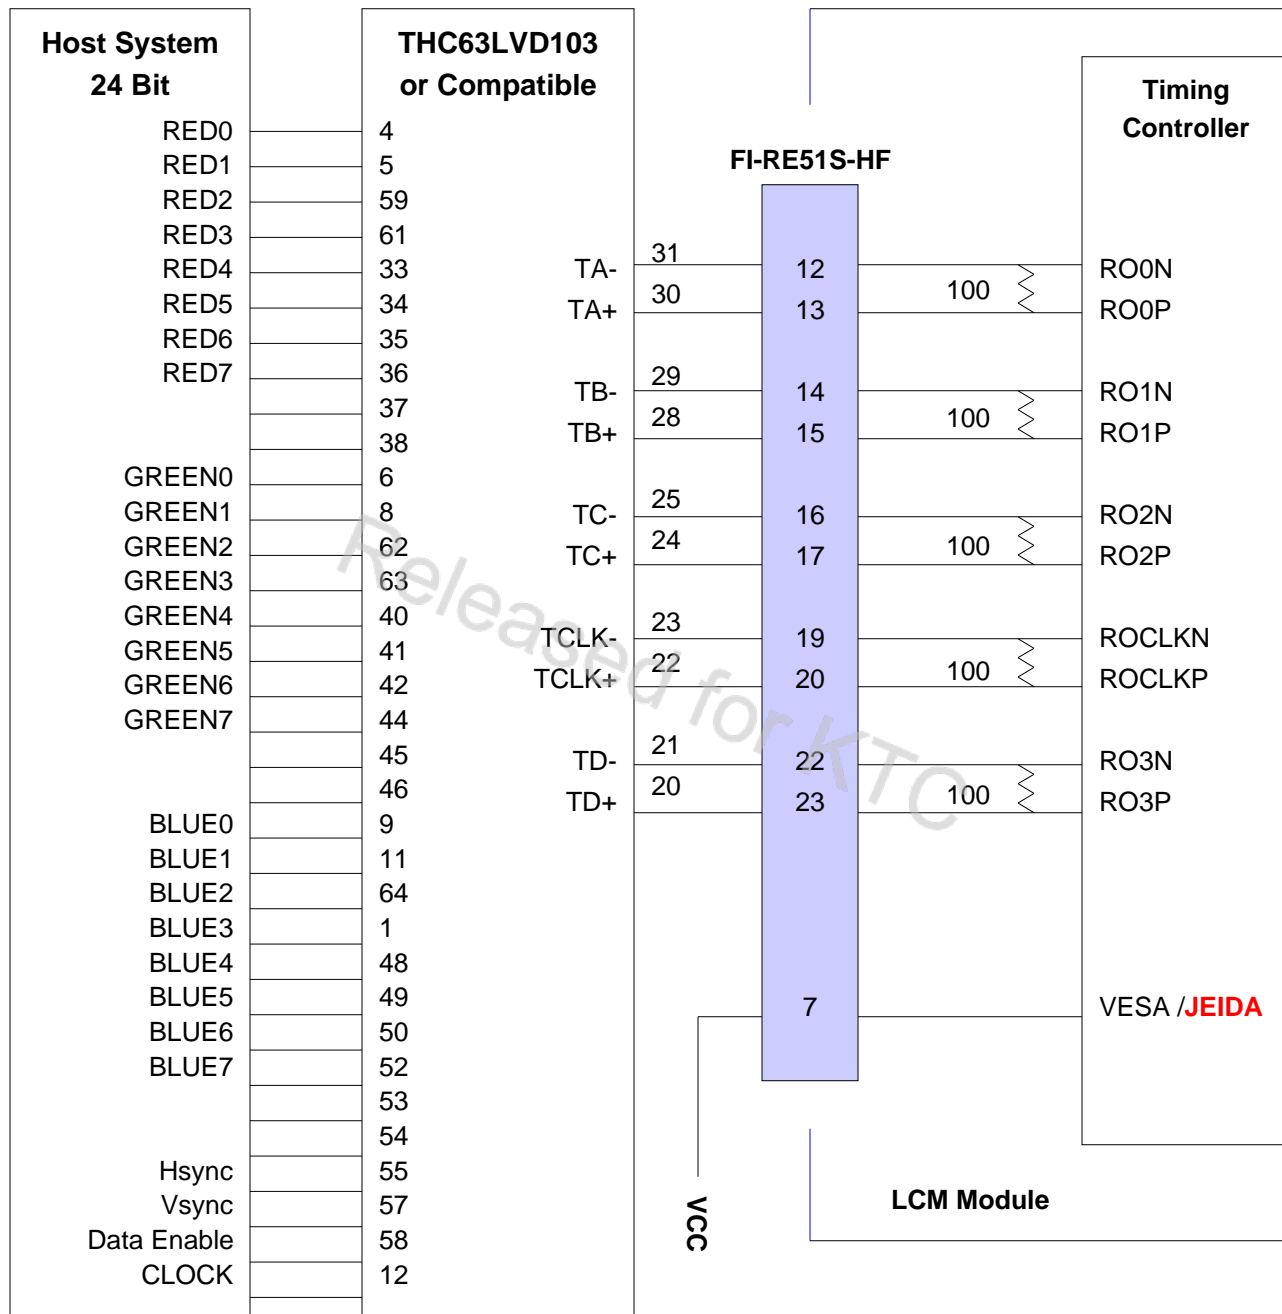 Host System
24 Bit
THC63LVD103
or Compatible
Timing
Controller
FI-RE51S-HF
RED0 4
RED1 5
RED2 59
RED3 61
RED4 33
RED5 34
RED6 35
RED7 36
37
38
GREEN0 6
GREEN1 8
GREEN2 62
GREEN3 63
GREEN4 40
GREEN5 41
GREEN6 42
GREEN7 44
45
46
BLUE0 9
BLUE1 11
BLUE2 64
BLUE3 1
BLUE4 48
BLUE5 49
BLUE6 50
BLUE7 52
53
54
Hsync 55
Vsync 57
Data Enable 58
CLOCK 12
TA- 31 12 RO0N
100
TA+ 30 13 RO0P
TB- 29 14 RO1N
100
TB+ 28 15 RO1P
TC- 25 16 RO2N
100
TC+ 24 17 RO2P
TCLK- 23 19 ROCLKN
100
TCLK+ 22 20 ROCLKP
TD- 21 22 RO3N
100
TD+ 20 23 RO3P
7 VESA /JEIDA
VCC
LCM Module
Released for KTC